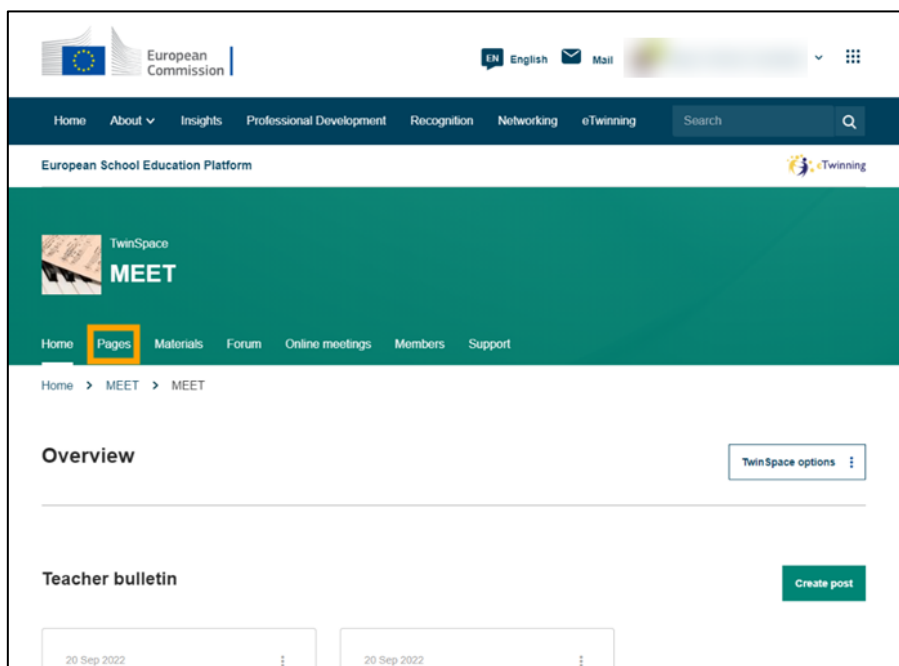 European
Commission
EN English Mail
Home About Insights Professional Development Recognition Networking eTwinning Search
European School Education Platform
eTwinning
TwinSpace
MEET
Home Pages Materials Forum Online meetings Members Support
Home > MEET > MEET
Overview
TwinSpace options
Teacher bulletin
Create post
20 Sep 2022 20 Sep 2022